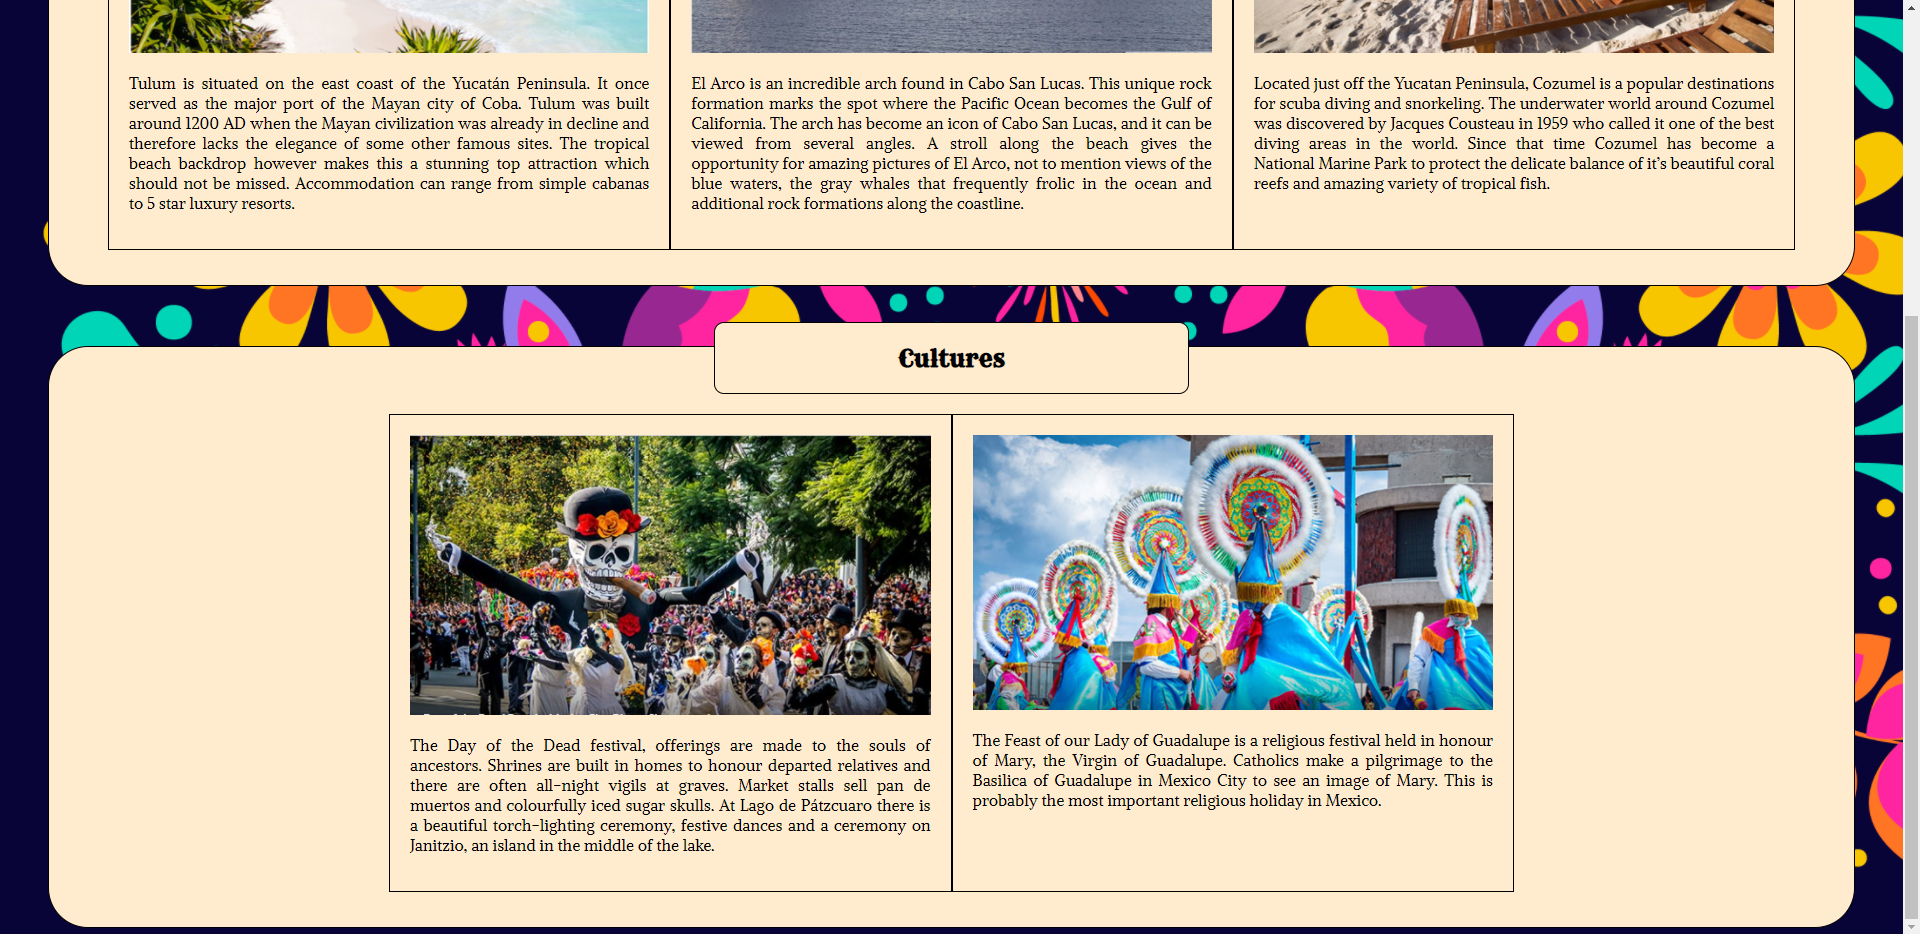 Tulum is situated on the east coast of the Yucatán Peninsula. It once
served as the major port of the Mayan city of Coba. Tulum was built
around 1200 AD when the Mayan civilization was already in decline and
therefore lacks the elegance of some other famous sites. The tropical
beach backdrop however makes this a stunning top attraction which
should not be missed. Accommodation can range from simple cabanas
to 5 star luxury resorts.
El Arco is an incredible arch found in Cabo San Lucas. This unique rock
formation marks the spot where the Pacific Ocean becomes the Gulf of
California. The arch has become an icon of Cabo San Lucas, and it can be
viewed from several angles. A stroll along the beach gives the
opportunity for amazing pictures of El Arco, not to mention views of the
blue waters, the gray whales that frequently frolic in the ocean and
additional rock formations along the coastline.
Located just off the Yucatan Peninsula, Cozumel is a popular destinations
for scuba diving and snorkeling. The underwater world around Cozumel
was discovered by Jacques Cousteau in 1959 who called it one of the best
diving areas in the world. Since that time Cozumel has become a
National Marine Park to protect the delicate balance of it’s beautiful coral
reefs and amazing variety of tropical fish.
Cultures
The Day of the Dead festival, offerings are made to the souls of
ancestors. Shrines are built in homes to honour departed relatives and
there are often all-night vigils at graves. Market stalls sell pan de
muertos and colourfully iced sugar skulls. At Lago de Pátzcuaro there is
a beautiful torch-lighting ceremony, festive dances and a ceremony on
Janitzio, an island in the middle of the lake.
The Feast of our Lady of Guadalupe is a religious festival held in honour
of Mary, the Virgin of Guadalupe. Catholics make a pilgrimage to the
Basilica of Guadalupe in Mexico City to see an image of Mary. This is
probably the most important religious holiday in Mexico.